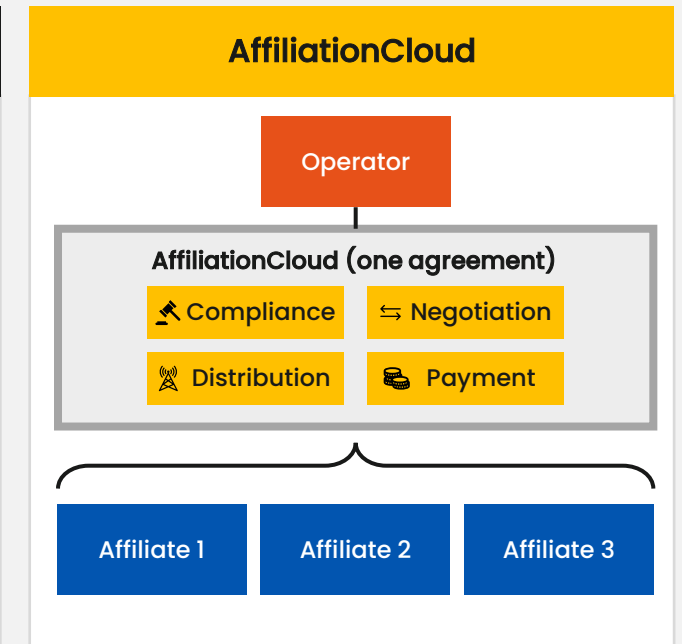 AffiliationCloud
Operator
AffiliationCloud (one agreement)
Compliance
Negotiation
Distribution
Payment
Affiliate 1
Affiliate 2
Affiliate 3